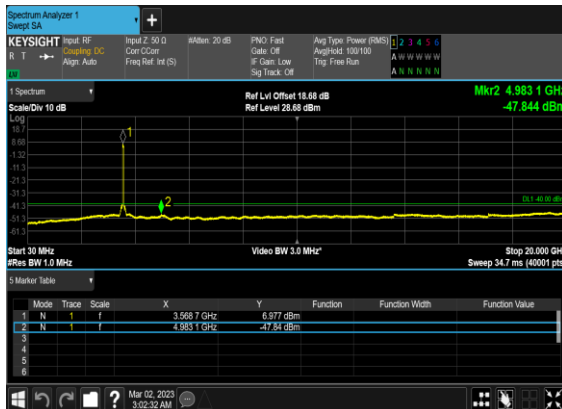 Spectrum Analyzer 1
Swept SA
+
KEYSIGHT Input: RF Input Z: 50 Ω #Atten: 20 dB PNO: Fast Avg Type: Power (RMS) 1 2 3 4 5 6
R T Coupling: DC Corr CCorr Gate: Off Avg|Hold: 100/100 A W W W W W
Align: Auto Freq Ref: Int (S) IF Gain: Low Trig: Free Run
Sig Track: Off A N N N N N
1 Spectrum Ref Lvl Offset 18.68 dB Mkr2 4.983 1 GHz
Scale/Div 10 dB Ref Level 28.68 dBm -47.844 dBm
Log
18.7
8.68
-1.32
-11.3
-21.3
-31.3
-41.3
-51.3
-61.3
1
2
DL1 -40.00 dBm
Start 30 MHz Video BW 3.0 MHz* Stop 20.000 GHz
#Res BW 1.0 MHz Sweep 34.7 ms (40001 pts)
5 Marker Table
Mode Trace Scale X Y Function Function Width Function Value
1 N 1 f 3.568 7 GHz 6.977 dBm
2 N 1 f 4.983 1 GHz -47.84 dBm
3
4
5
6
? Mar 02, 2023
3:02:32 AM